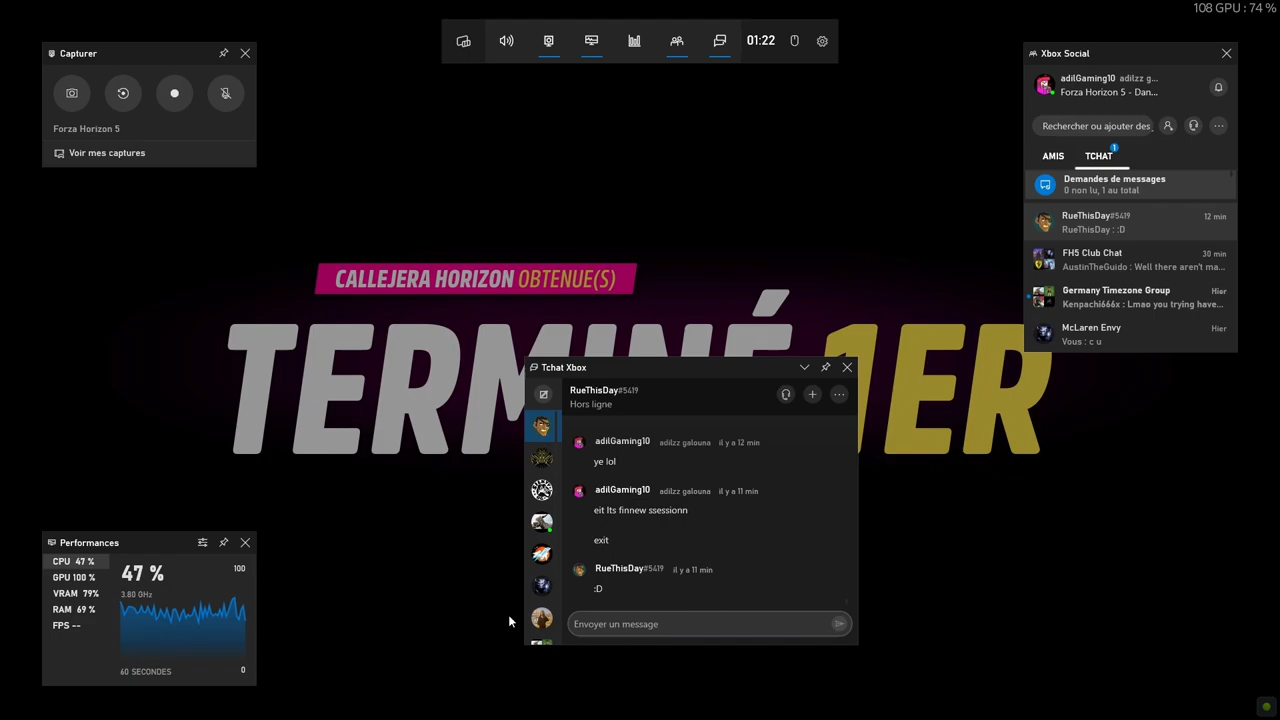 108 GPU : 74 %
01:22
Capturer
Forza Horizon 5
Voir mes captures
Xbox Social
adilGaming10 adilzz g...
Forza Horizon 5 - Dan...
Rechercher ou ajouter des
AMIS
TCHAT
1
Demandes de messages
0 non lu, 1 au total
RueThisDay#5419 12 min
RueThisDay : :D
FH5 Club Chat 30 min
AustinTheGuido : Well there aren't ma...
Germany Timezone Group Hier
Kenpachi666x : Lmao you trying have...
McLaren Envy Hier
Vous : c u
CALLEJERA HORIZON OBTENUE(S)
TERMINÉ 1ER
Tchat Xbox
RueThisDay#5419
Hors ligne
adilGaming10 adilzz galouna il y a 12 min
ye lol
adilGaming10 adilzz galouna il y a 11 min
eit Its finnew ssessionn
exit
RueThisDay#5419 il y a 11 min
:D
Envoyer un message
Performances
CPU 47 %
GPU 100 %
VRAM 79%
RAM 69 %
FPS --
47 %
100
3.80 GHz
60 SECONDES
0